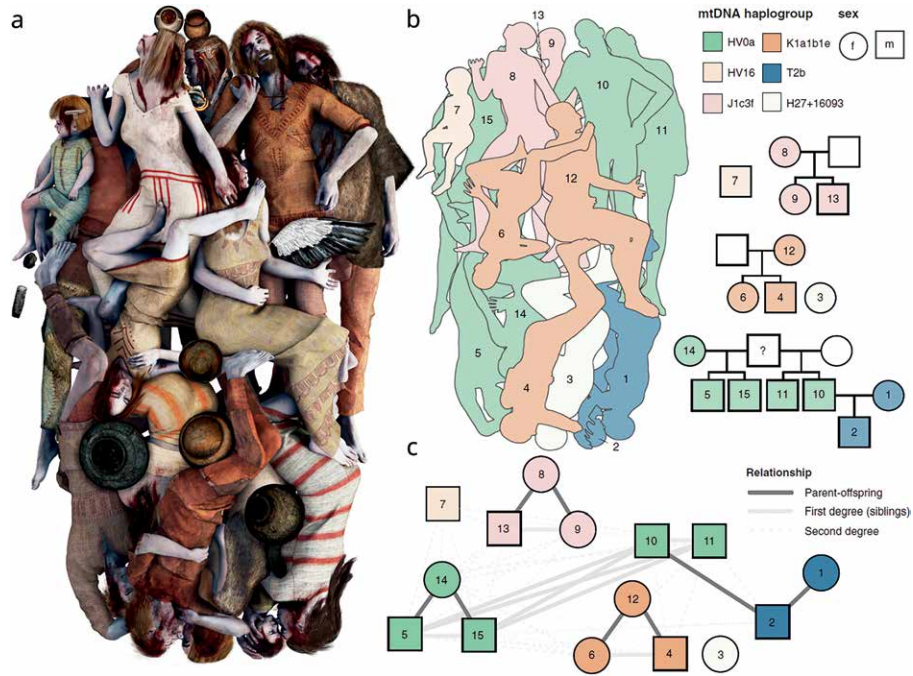 a
b
mtDNA haplogroup
sex
HV0a
K1a1b1e
f
m
HV16
T2b
J1c3f
H27+16093
13
9
8
10
7
15
11
12
6
14
5
4
3
1
2
8
7
9
13
12
6
4
3
14
?
5
15
11
10
1
2
c
Relationship
Parent-offspring
First degree (siblings)
Second degree
8
7
13
9
10
11
14
12
1
5
15
2
6
4
3